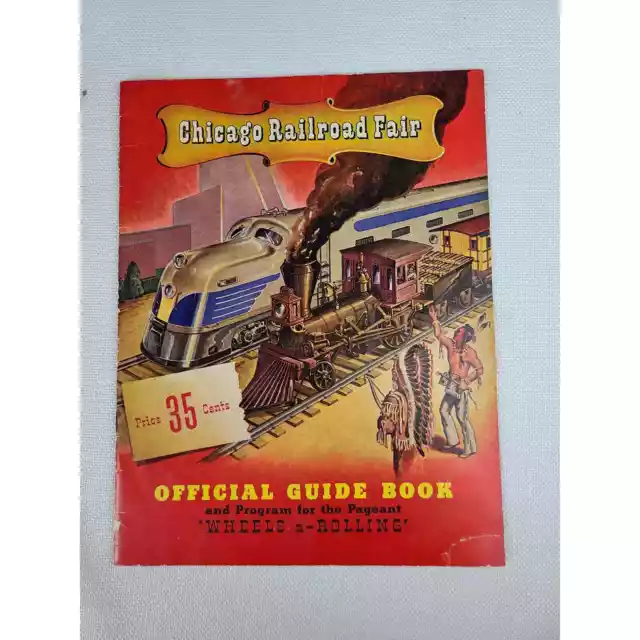 Chicago Railroad Fair
Price 35 Cents
OFFICIAL GUIDE BOOK
and Program for the Pageant
"WHEELS a-ROLLING"